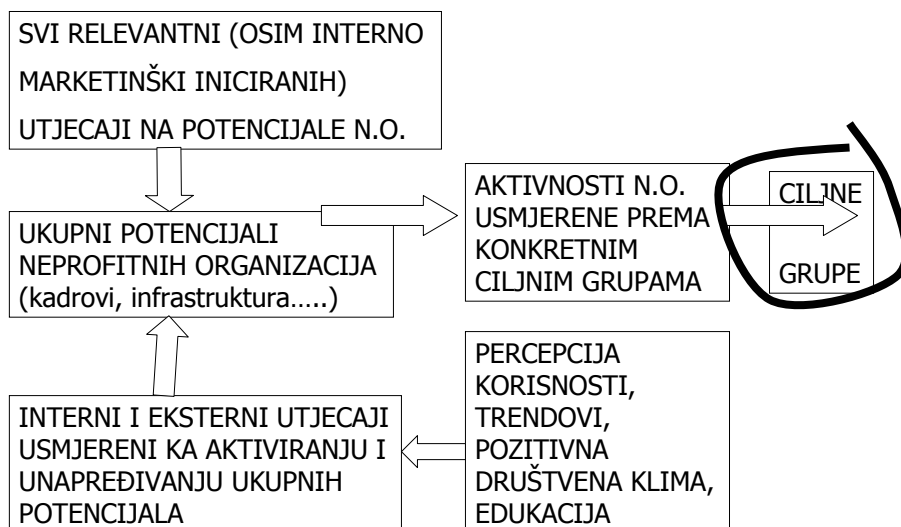 SVI RELEVANTNI (OSIM INTERNO
MARKETINŠKI INICIRANIH)
UTJECAJI NA POTENCIJALE N.O.
UKUPNI POTENCIJALI
NEPROFITNIH ORGANIZACIJA
(kadrovi, infrastruktura…..)
AKTIVNOSTI N.O.
USMJERENE PREMA
KONKRETNIM
CILJNIM GRUPAMA
CILJNE
GRUPE
INTERNI I EKSTERNI UTJECAJI
USMJERENI KA AKTIVIRANJU I
UNAPREĐIVANJU UKUPNIH
POTENCIJALA
PERCEPCIJA
KORISNOSTI,
TRENDOVI,
POZITIVNA
DRUŠTVENA KLIMA,
EDUKACIJA